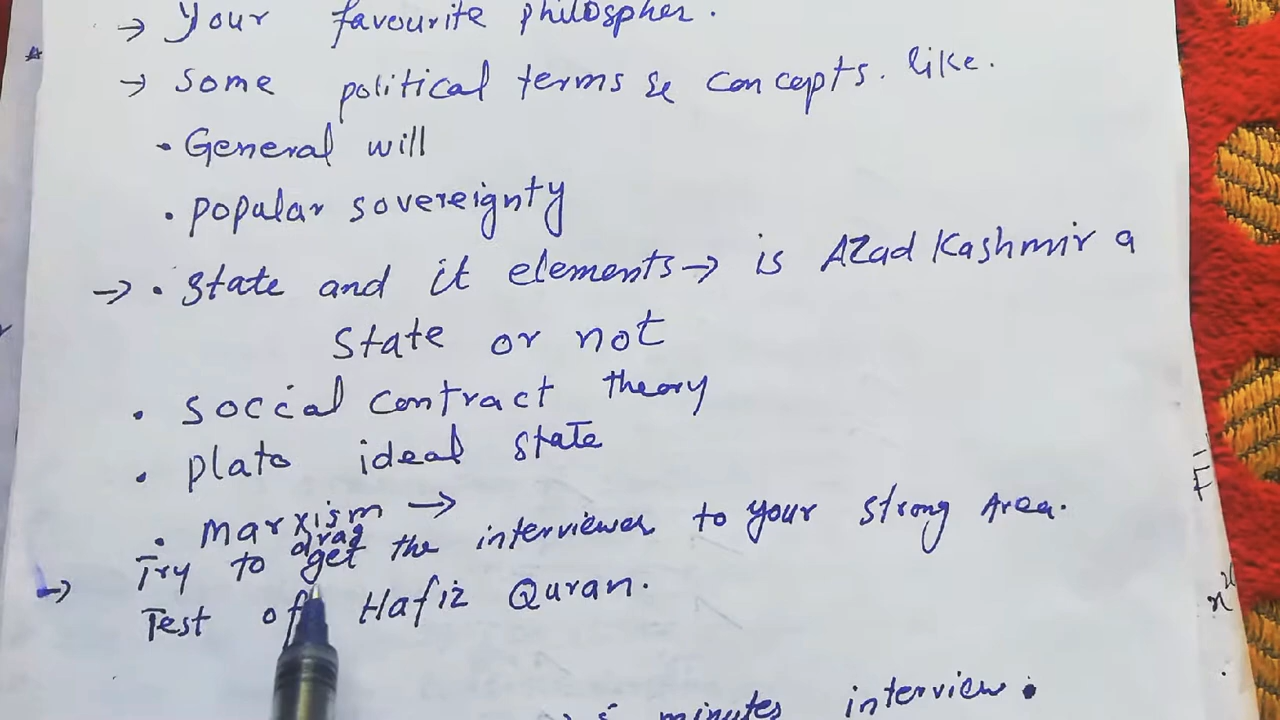 → Your favourite philospher.
→ Some political terms & concepts. like.
• General will
• popular sovereignty
→ • State and it elements → is Azad Kashmir a
State or not
• social contract theory
• plato ideal state
• Marxism →
drag
→ Try to get the interviewer to your strong Area.
Test of Hafiz Quran.
5 minutes interview.